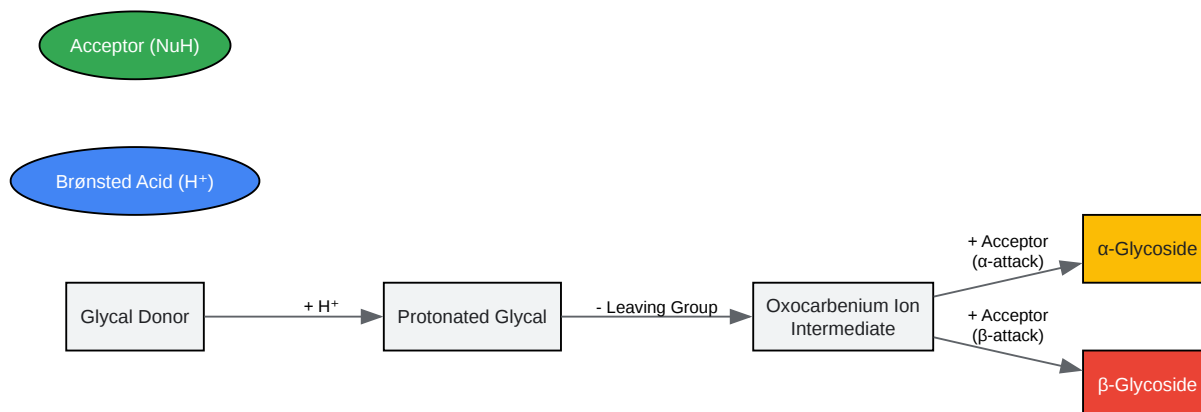 Acceptor (NuH)
Brønsted Acid (H⁺)
+ Acceptor
(α-attack)
α-Glycoside
Glycal Donor
+ H⁺
Protonated Glycal
- Leaving Group
Oxocarbenium Ion
Intermediate
+ Acceptor
(β-attack)
β-Glycoside